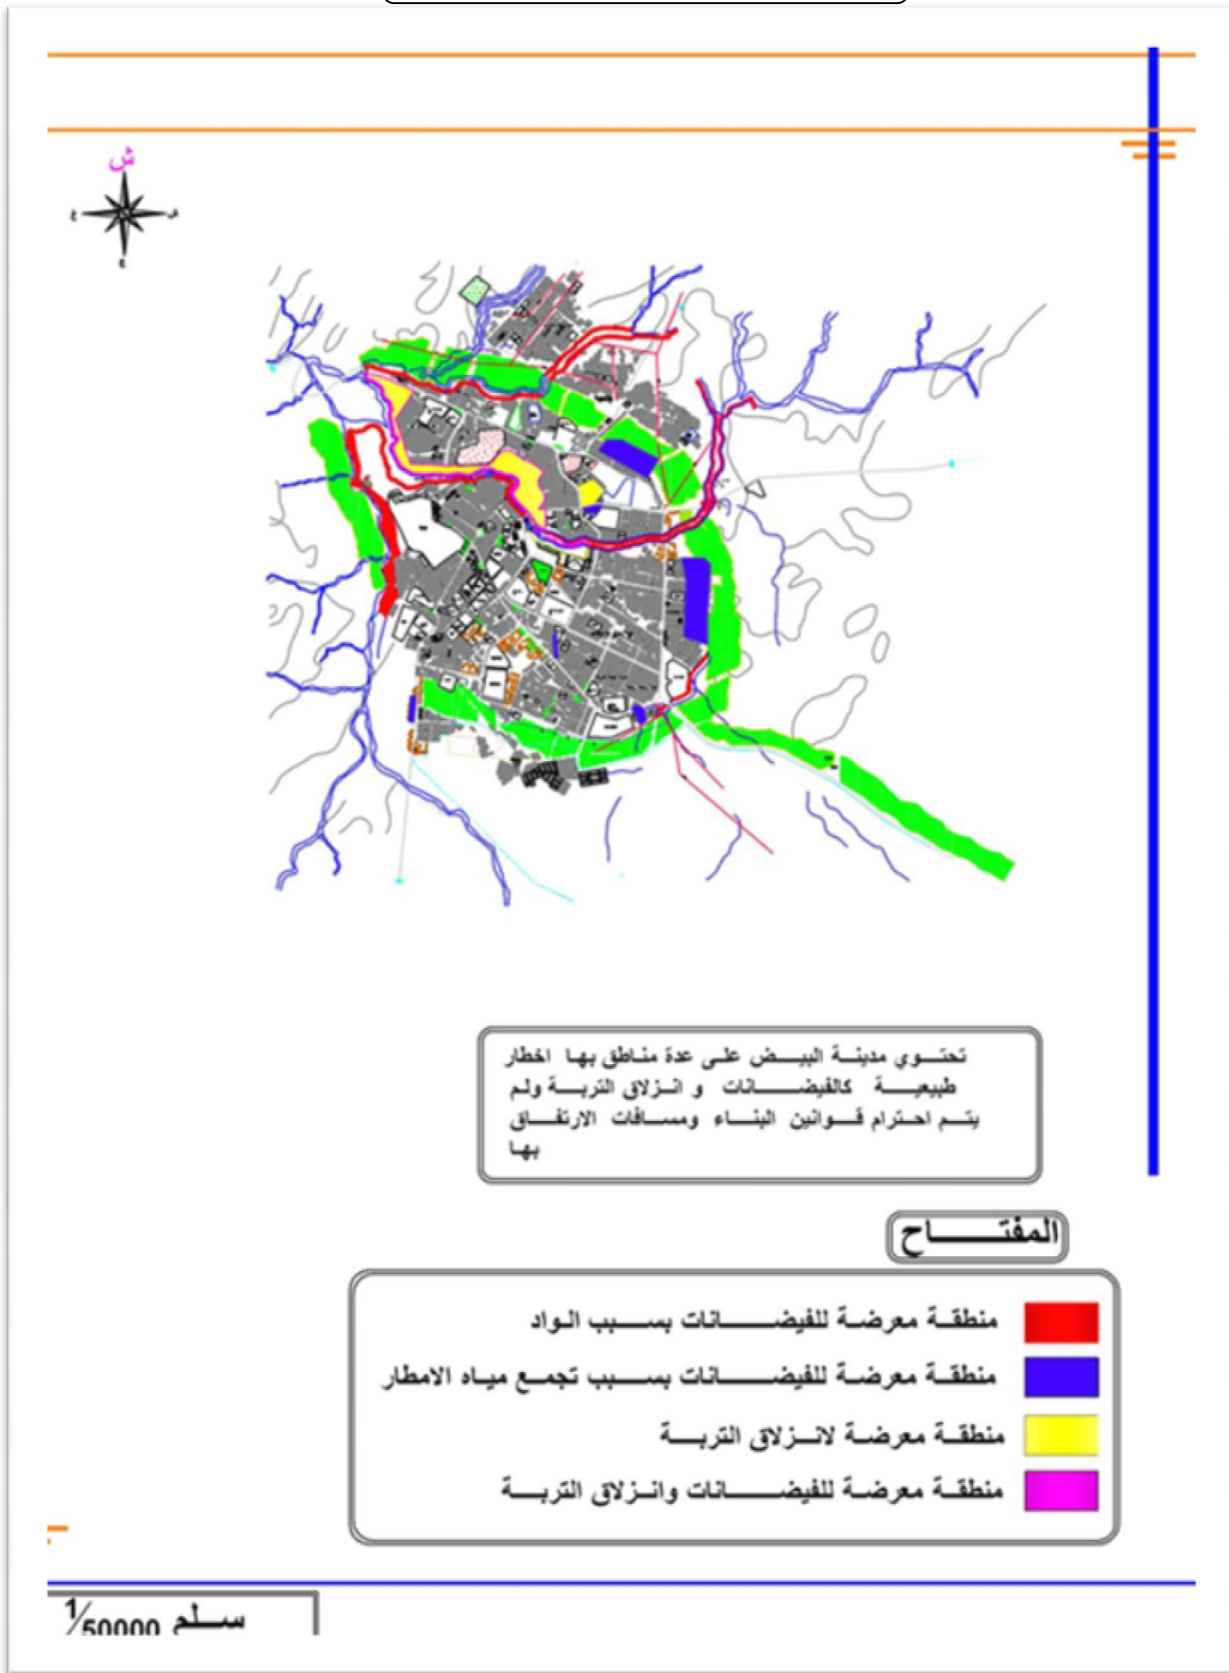 ش
تحتوي مدينة البيض على عدة مناطق بها اخطار
طبيعية كالفيضانات و انزلاق التربة ولم
يتم احترام قوانين البناء ومسافات الارتفاق
بها
المفتاح
منطقة معرضة للفيضانات بسبب الواد
منطقة معرضة للفيضانات بسبب تجمع مياه الامطار
منطقة معرضة لانزلاق التربة
منطقة معرضة للفيضانات وانزلاق التربة
سلم 1/50000